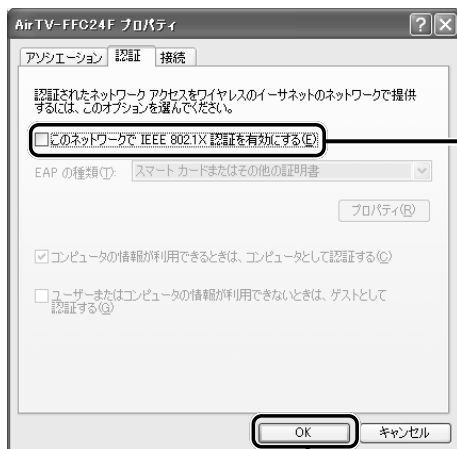 AirTV-FFC24F プロパティ
アソシエーション 認証 接続
認証されたネットワーク アクセスをワイヤレスのイーサネットのネットワークで提供
するには、このオプションを選んでください。
このネットワークで IEEE 802.1X 認証を有効にする(E)
EAP の種類(T): スマート カードまたはその他の証明書
プロパティ(R)
コンピュータの情報が利用できるときは、コンピュータとして認証する(C)
ユーザーまたはコンピュータの情報が利用できないときは、ゲストとして
認証する(G)
OK キャンセル